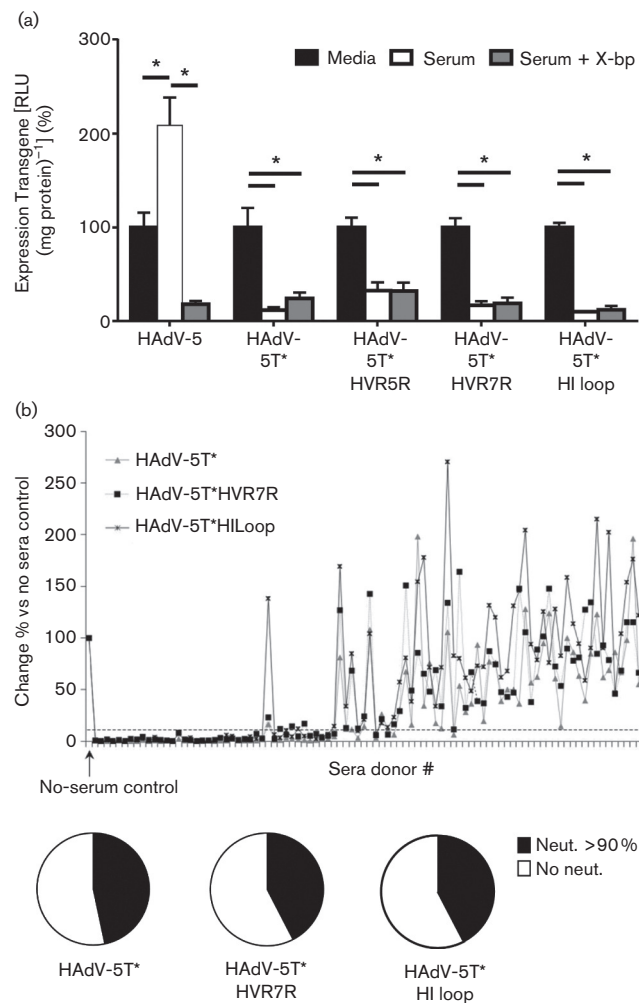 (a)
300
200
100
0
Expression Transgene [RLU
(mg protein)⁻¹] (%)
Media
Serum
Serum + X-bp
*
*
*
*
*
*
HAdV-5
HAdV-
5T*
HAdV-
5T*
HVR5R
HAdV-
5T*
HVR7R
HAdV-
5T*
HI loop
(b)
300
250
200
150
100
50
0
Change % vs no sera control
HAdV-5T*
HAdV-5T*HVR7R
HAdV-5T*HILoop
No-serum control
Sera donor #
Neut. >90 %
No neut.
HAdV-5T*
HAdV-5T*
HVR7R
HAdV-5T*
HI loop